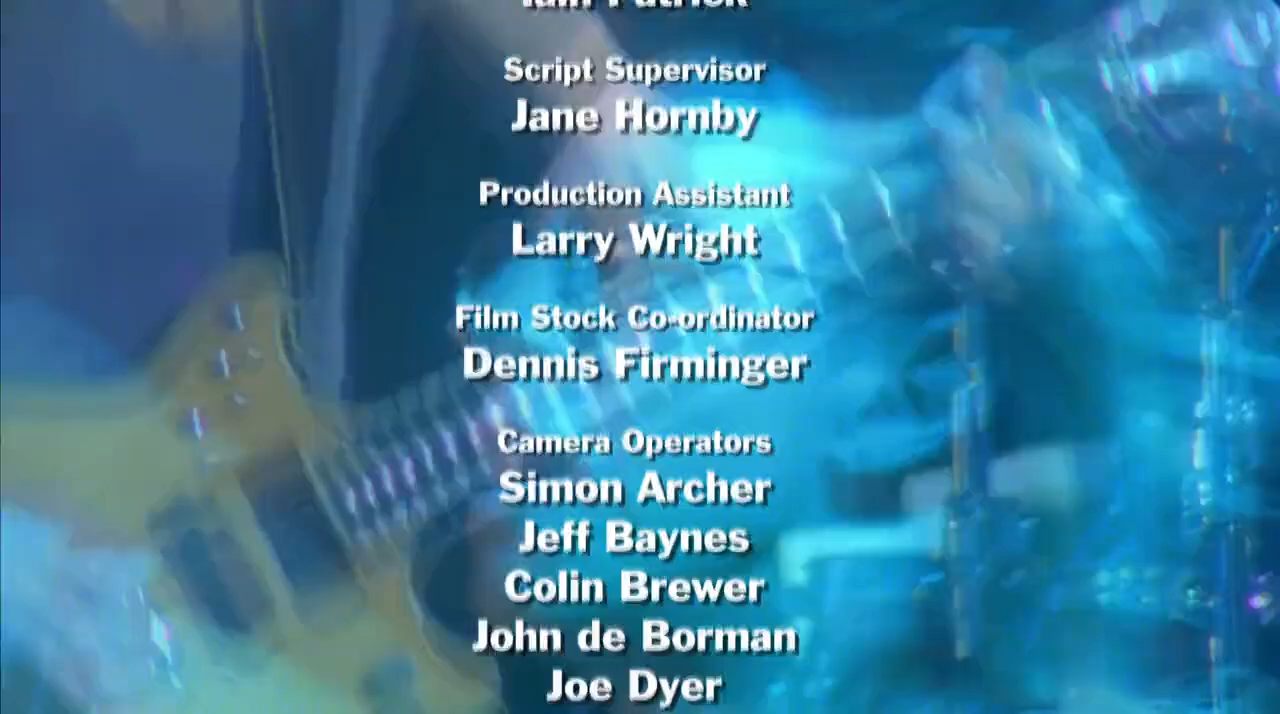 Script Supervisor
Jane Hornby
Production Assistant
Larry Wright
Film Stock Co-ordinator
Dennis Firminger
Camera Operators
Simon Archer
Jeff Baynes
Colin Brewer
John de Borman
Joe Dyer